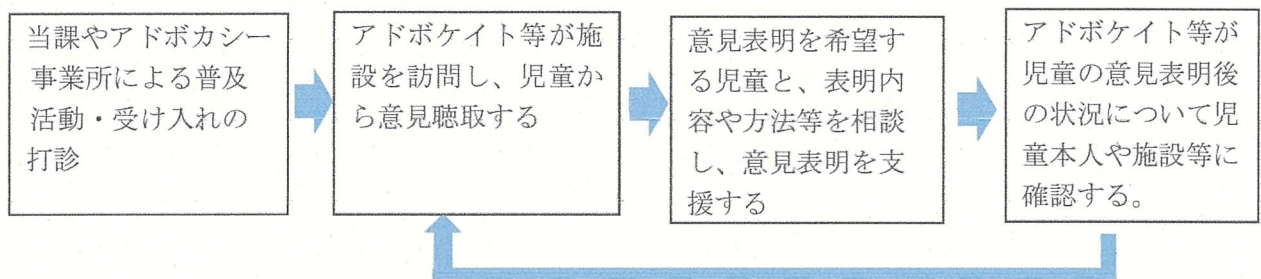 当課やアドボカシー
事業所による普及
活動・受け入れの
打診
アドボケイト等が施
設を訪問し、児童か
ら意見聴取する
意見表明を希望す
る児童と、表明内
容や方法等を相談
し、意見表明を支
援する
アドボケイト等が
児童の意見表明後
の状況について児
童本人や施設等に
確認する。